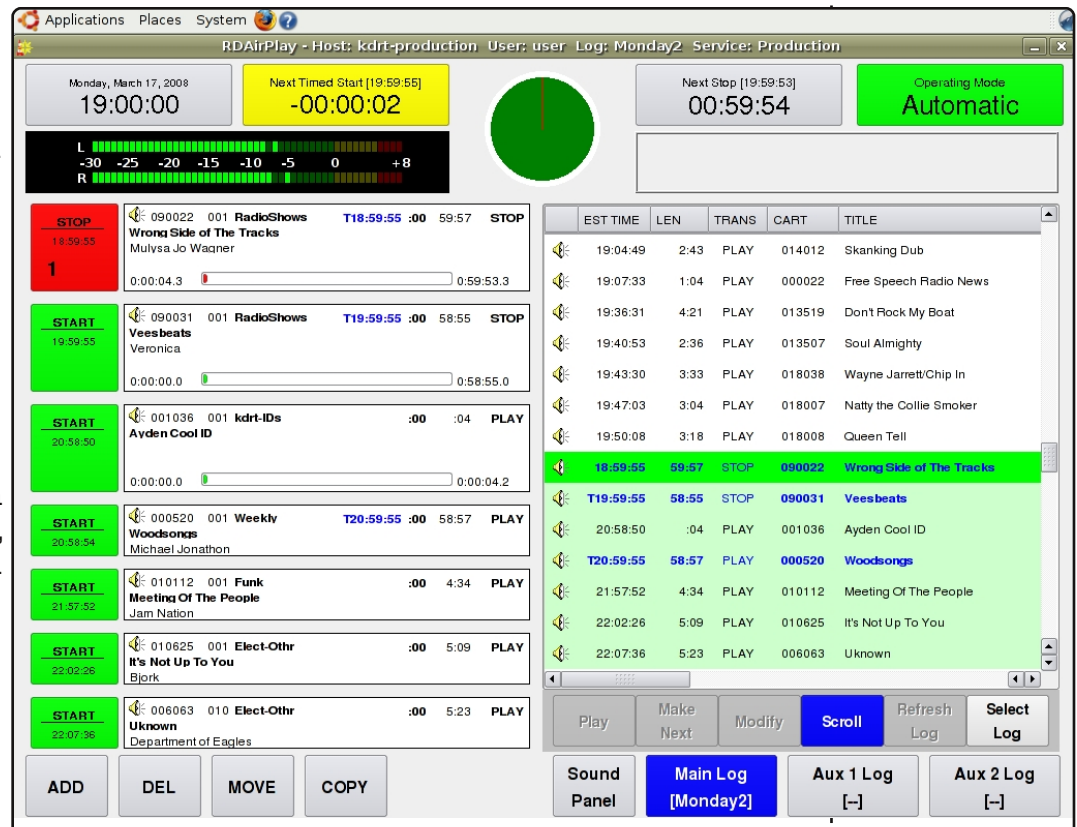 Applications Places System
RDAirPlay - Host: kdrt-production User: user Log: Monday2 Service: Production
Monday, March 17, 2008
19:00:00
Next Timed Start [19:59:55]
-00:00:02
Next Stop [19:59:53]
00:59:54
Operating Mode
Automatic
L
-30 -25 -20 -15 -10 -5 0 +8
R
STOP
18:59:55
1
090022 001 RadioShows T18:59:55 :00 59:57 STOP
Wrong Side of The Tracks
Mulysa Jo Wagner
0:00:04.3 0:59:53.3
START
19:59:55
090031 001 RadioShows T19:59:55 :00 58:55 STOP
Veesbeats
Veronica
0:00:00.0 0:58:55.0
START
20:58:50
001036 001 kdrt-IDs :00 :04 PLAY
Ayden Cool ID
0:00:00.0 0:00:04.2
START
20:58:54
000520 001 Weekly T20:59:55 :00 58:57 PLAY
Woodsongs
Michael Jonathon
START
21:57:52
010112 001 Funk :00 4:34 PLAY
Meeting Of The People
Jam Nation
START
22:02:26
010625 001 Elect-Othr :00 5:09 PLAY
It's Not Up To You
Bjork
START
22:07:36
006063 010 Elect-Othr :00 5:23 PLAY
Uknown
Department of Eagles
EST TIME LEN TRANS CART TITLE
19:04:49 2:43 PLAY 014012 Skanking Dub
19:07:33 1:04 PLAY 000022 Free Speech Radio News
19:36:31 4:21 PLAY 013519 Don't Rock My Boat
19:40:53 2:36 PLAY 013507 Soul Almighty
19:43:30 3:33 PLAY 018038 Wayne Jarrett/Chip In
19:47:03 3:04 PLAY 018007 Natty the Collie Smoker
19:50:08 3:18 PLAY 018008 Queen Tell
18:59:55 59:57 STOP 090022 Wrong Side of The Tracks
T19:59:55 58:55 STOP 090031 Veesbeats
20:58:50 :04 PLAY 001036 Ayden Cool ID
T20:59:55 58:57 PLAY 000520 Woodsongs
21:57:52 4:34 PLAY 010112 Meeting Of The People
22:02:26 5:09 PLAY 010625 It's Not Up To You
22:07:36 5:23 PLAY 006063 Uknown
Play
Make Next
Modify
Scroll
Refresh Log
Select Log
ADD
DEL
MOVE
COPY
Sound Panel
Main Log [Monday2]
Aux 1 Log [--]
Aux 2 Log [--]